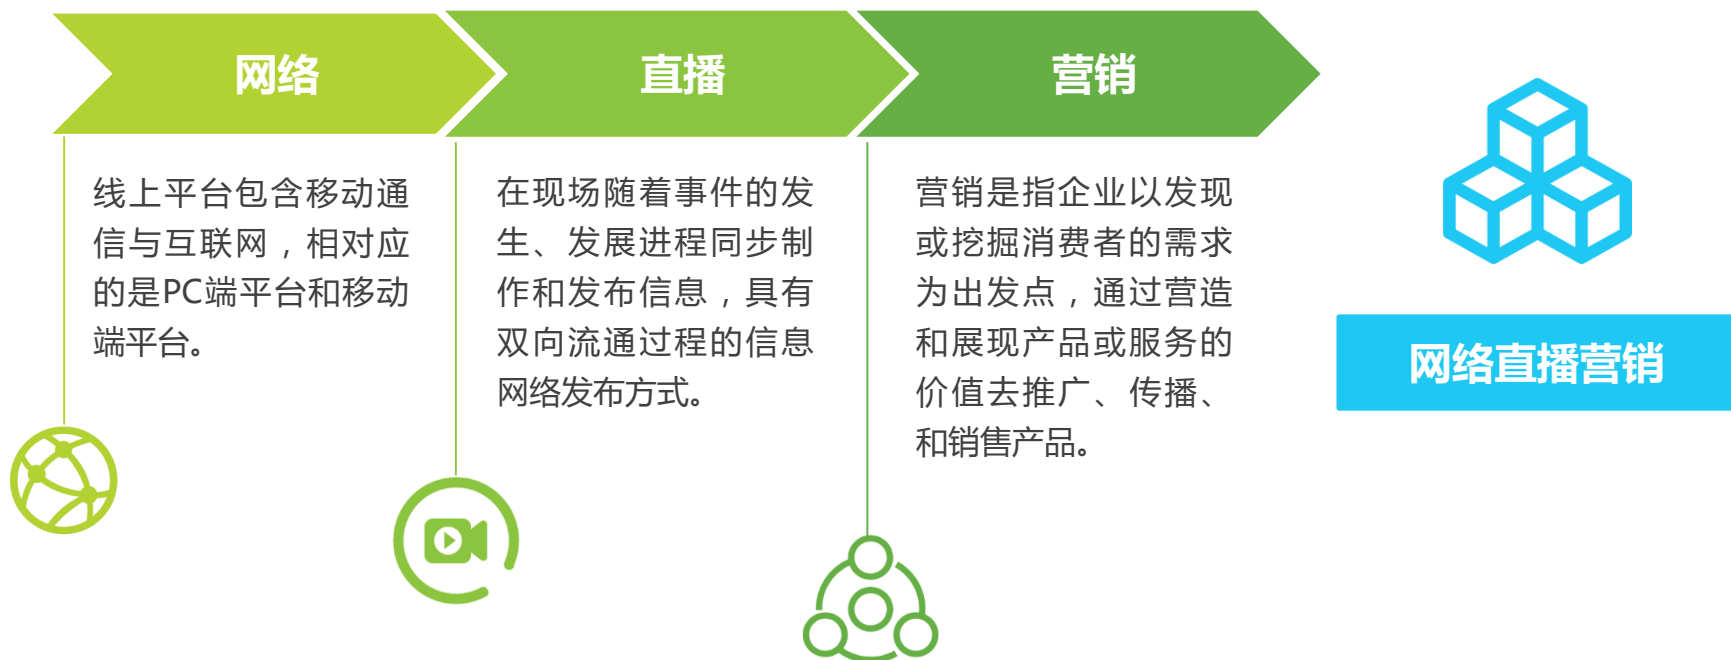 网络
直播
营销
线上平台包含移动通
信与互联网，相对应
的是PC端平台和移动
端平台。
在现场随着事件的发
生、发展进程同步制
作和发布信息，具有
双向流通过程的信息
网络发布方式。
营销是指企业以发现
或挖掘消费者的需求
为出发点，通过营造
和展现产品或服务的
价值去推广、传播、
和销售产品。
网络直播营销